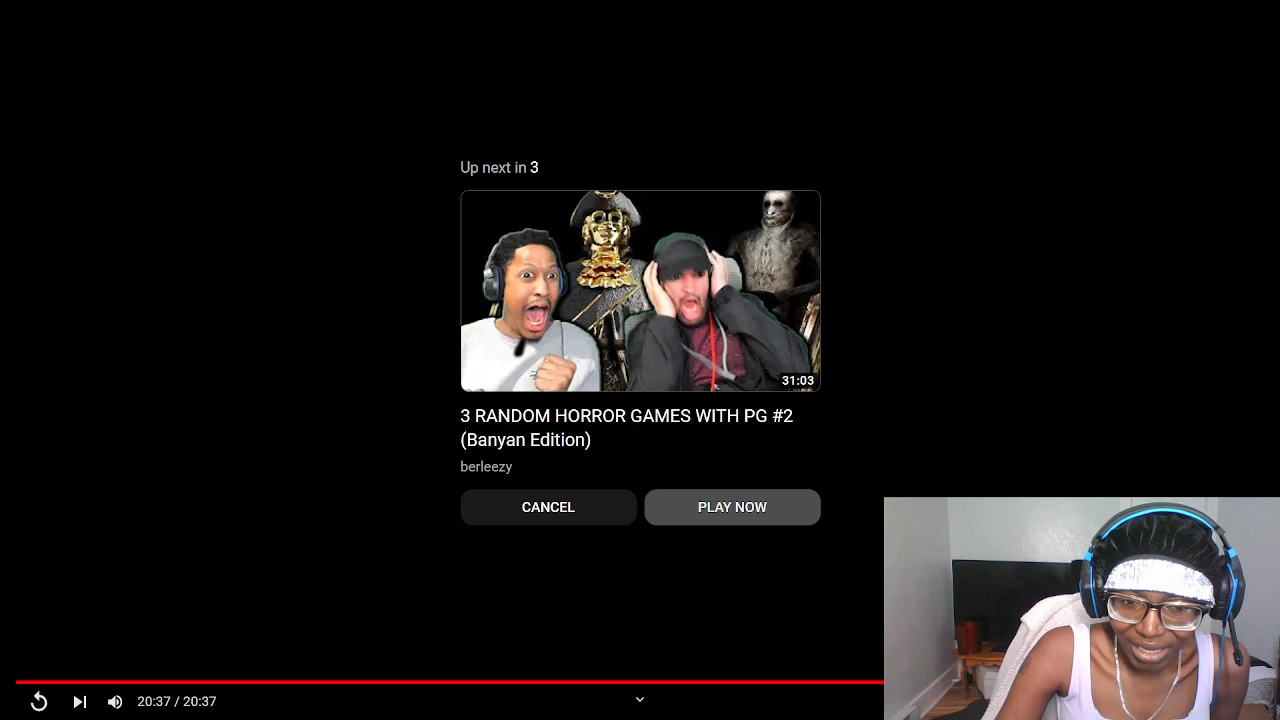 Up next in 3
31:03
3 RANDOM HORROR GAMES WITH PG #2
(Banyan Edition)
berleezy
CANCEL
PLAY NOW
20:37 / 20:37